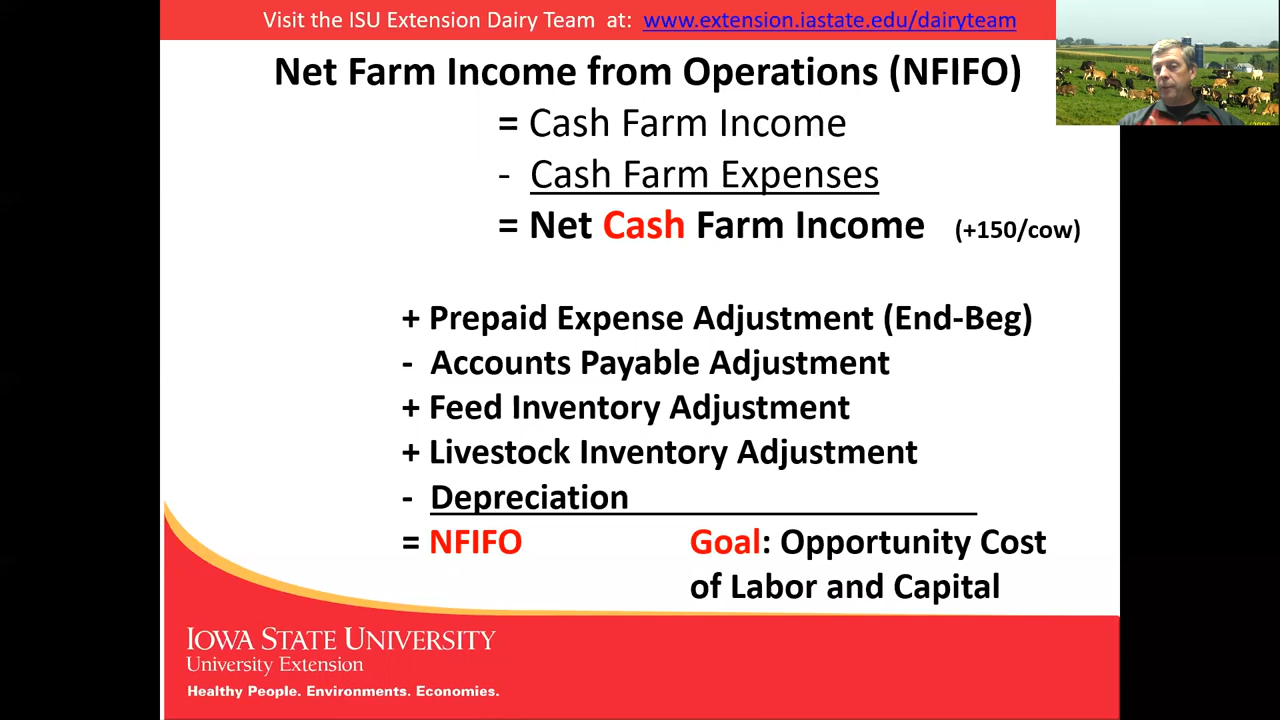 Visit the ISU Extension Dairy Team at: www.extension.iastate.edu/dairyteam
Net Farm Income from Operations (NFIFO)
= Cash Farm Income
- Cash Farm Expenses
= Net Cash Farm Income (+150/cow)
+ Prepaid Expense Adjustment (End-Beg)
- Accounts Payable Adjustment
+ Feed Inventory Adjustment
+ Livestock Inventory Adjustment
- Depreciation
= NFIFO Goal: Opportunity Cost
of Labor and Capital
IOWA STATE UNIVERSITY
University Extension
Healthy People. Environments. Economies.